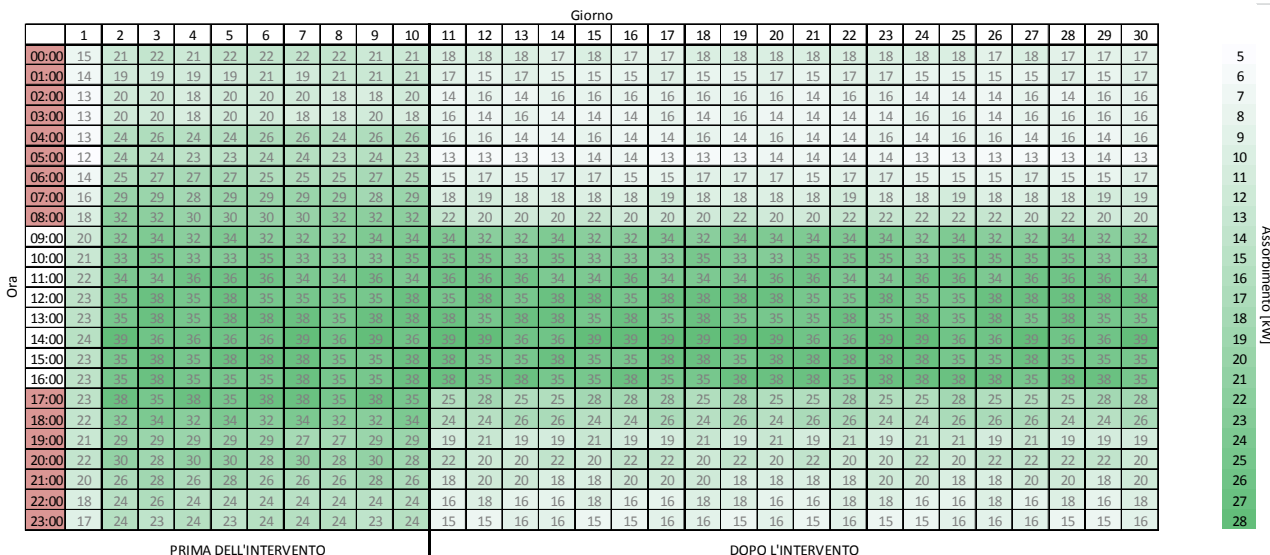 Giorno
1 2 3 4 5 6 7 8 9 10 11 12 13 14 15 16 17 18 19 20 21 22 23 24 25 26 27 28 29 30
00:00 15 21 22 21 22 22 22 22 21 21 18 18 18 17 18 17 17 18 18 17 17 18 18 18 18 17 18 17 17 17
01:00 14 19 19 19 19 21 19 21 21 21 17 15 17 15 15 15 17 15 15 17 15 17 17 15 15 15 15 17 15 17
02:00 13 20 20 18 20 20 20 18 18 20 14 16 14 14 16 16 16 16 16 14 16 16 14 14 14 16 16 14 16 16
03:00 13 20 20 18 20 20 18 18 20 18 16 14 16 14 14 16 14 16 14 16 14 14 14 16 16 14 16 14 16 16
04:00 13 24 26 24 24 26 26 24 26 26 16 16 14 14 16 14 16 14 16 14 14 14 16 14 16 16 14 16 14 16
05:00 12 24 24 23 23 24 24 23 24 23 13 13 13 13 14 14 13 13 13 14 14 14 14 13 13 13 13 13 14 13
06:00 14 25 27 27 27 25 25 25 27 25 15 17 15 17 17 15 15 17 15 17 15 15 17 15 15 15 17 15 15 17
07:00 16 29 29 28 29 29 29 29 28 29 18 19 18 18 18 18 19 18 18 18 18 19 18 19 18 18 18 18 19 19
08:00 18 32 32 30 30 30 30 32 32 32 22 20 20 20 22 20 20 20 22 20 20 22 22 22 22 22 20 22 20 20
09:00 20 32 34 32 34 32 32 32 34 34 34 32 32 34 32 32 34 32 34 34 34 34 34 32 32 34 32 34 32 32
10:00 21 33 35 33 33 35 33 33 33 35 35 35 33 35 33 33 35 35 33 33 35 35 33 35 33 33 35 35 33 33
11:00 22 34 34 36 36 36 34 34 36 34 36 36 36 34 36 34 34 34 36 34 34 36 36 34 36 34 36 34 36 34
12:00 23 35 38 35 38 35 35 35 35 38 35 38 35 38 38 35 38 38 38 38 38 35 35 38 35 38 38 38 38 38
13:00 23 35 38 38 35 38 38 35 35 38 35 38 35 38 35 38 35 38 35 35 35 35 38 35 38 35 38 38 35 35
14:00 24 39 36 36 36 36 39 36 39 36 39 39 36 36 39 39 39 39 39 39 36 36 39 39 36 36 39 36 36 39
15:00 23 35 38 35 38 38 38 35 35 38 35 38 35 38 38 35 35 38 38 38 35 35 38 38 35 35 38 35 35
16:00 23 35 38 38 35 35 38 35 35 38 38 35 38 38 35 38 35 35 38 38 35 38 38 35 38 38 35 38 38 35
17:00 23 38 35 38 35 38 38 35 38 35 25 28 25 25 28 28 28 25 28 25 25 28 25 28 25 25 25 28 25 28 28
18:00 22 32 34 32 34 32 34 32 32 34 24 24 26 26 24 24 26 24 24 26 26 24 24 26 26 24 26 24 24 26
19:00 21 29 29 29 29 29 27 27 29 29 19 21 19 19 21 19 19 21 19 21 19 21 19 21 21 19 21 19 19 19
20:00 22 30 28 30 30 28 30 28 30 28 22 20 20 22 20 22 22 20 22 20 22 20 20 22 22 20 22 22 22 20
21:00 20 26 28 26 28 26 26 26 28 26 18 20 20 18 18 20 20 20 18 18 18 18 20 20 18 18 20 20 18 20
22:00 18 24 26 24 24 24 24 24 24 24 16 18 16 16 18 16 16 18 18 16 16 18 18 16 16 18 16 18 16 18
23:00 17 24 23 24 23 24 24 24 23 24 15 15 16 16 15 15 16 16 15 16 15 16 15 15 16 16 15 15 15 16
Ora
PRIMA DELL'INTERVENTO DOPO L'INTERVENTO
5
6
7
8
9
10
11
12
13
14
15
16
17
18
19
20
21
22
23
24
25
26
27
28
Assorbimento [kW]